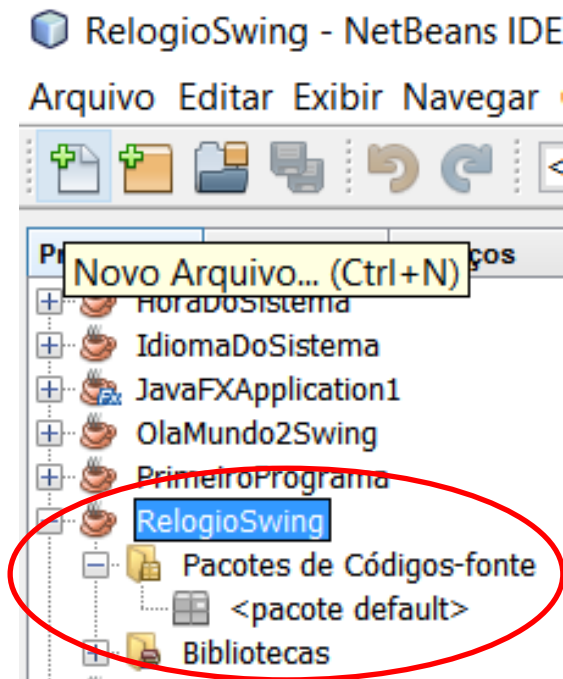 RelogioSwing - NetBeans IDE
Arquivo Editar Exibir Navegar
<
Novo Arquivo... (Ctrl+N)
HoraDoSistema
IdiomaDoSistema
JavaFXApplication1
OlaMundo2Swing
PrimeiroPrograma
RelogioSwing
Pacotes de Códigos-fonte
<pacote default>
Bibliotecas